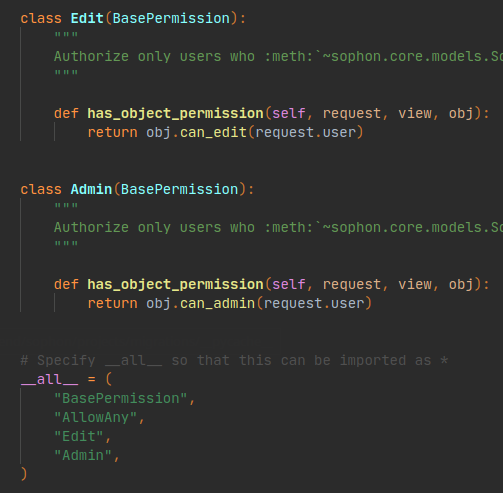 class Edit(BasePermission):
"""
Authorize only users who :meth:`~sophon.core.models.So
"""
def has_object_permission(self, request, view, obj):
return obj.can_edit(request.user)
class Admin(BasePermission):
"""
Authorize only users who :meth:`~sophon.core.models.So
"""
def has_object_permission(self, request, view, obj):
return obj.can_admin(request.user)
# Specify __all__ so that this can be imported as *
__all__ = (
"BasePermission",
"AllowAny",
"Edit",
"Admin",
)